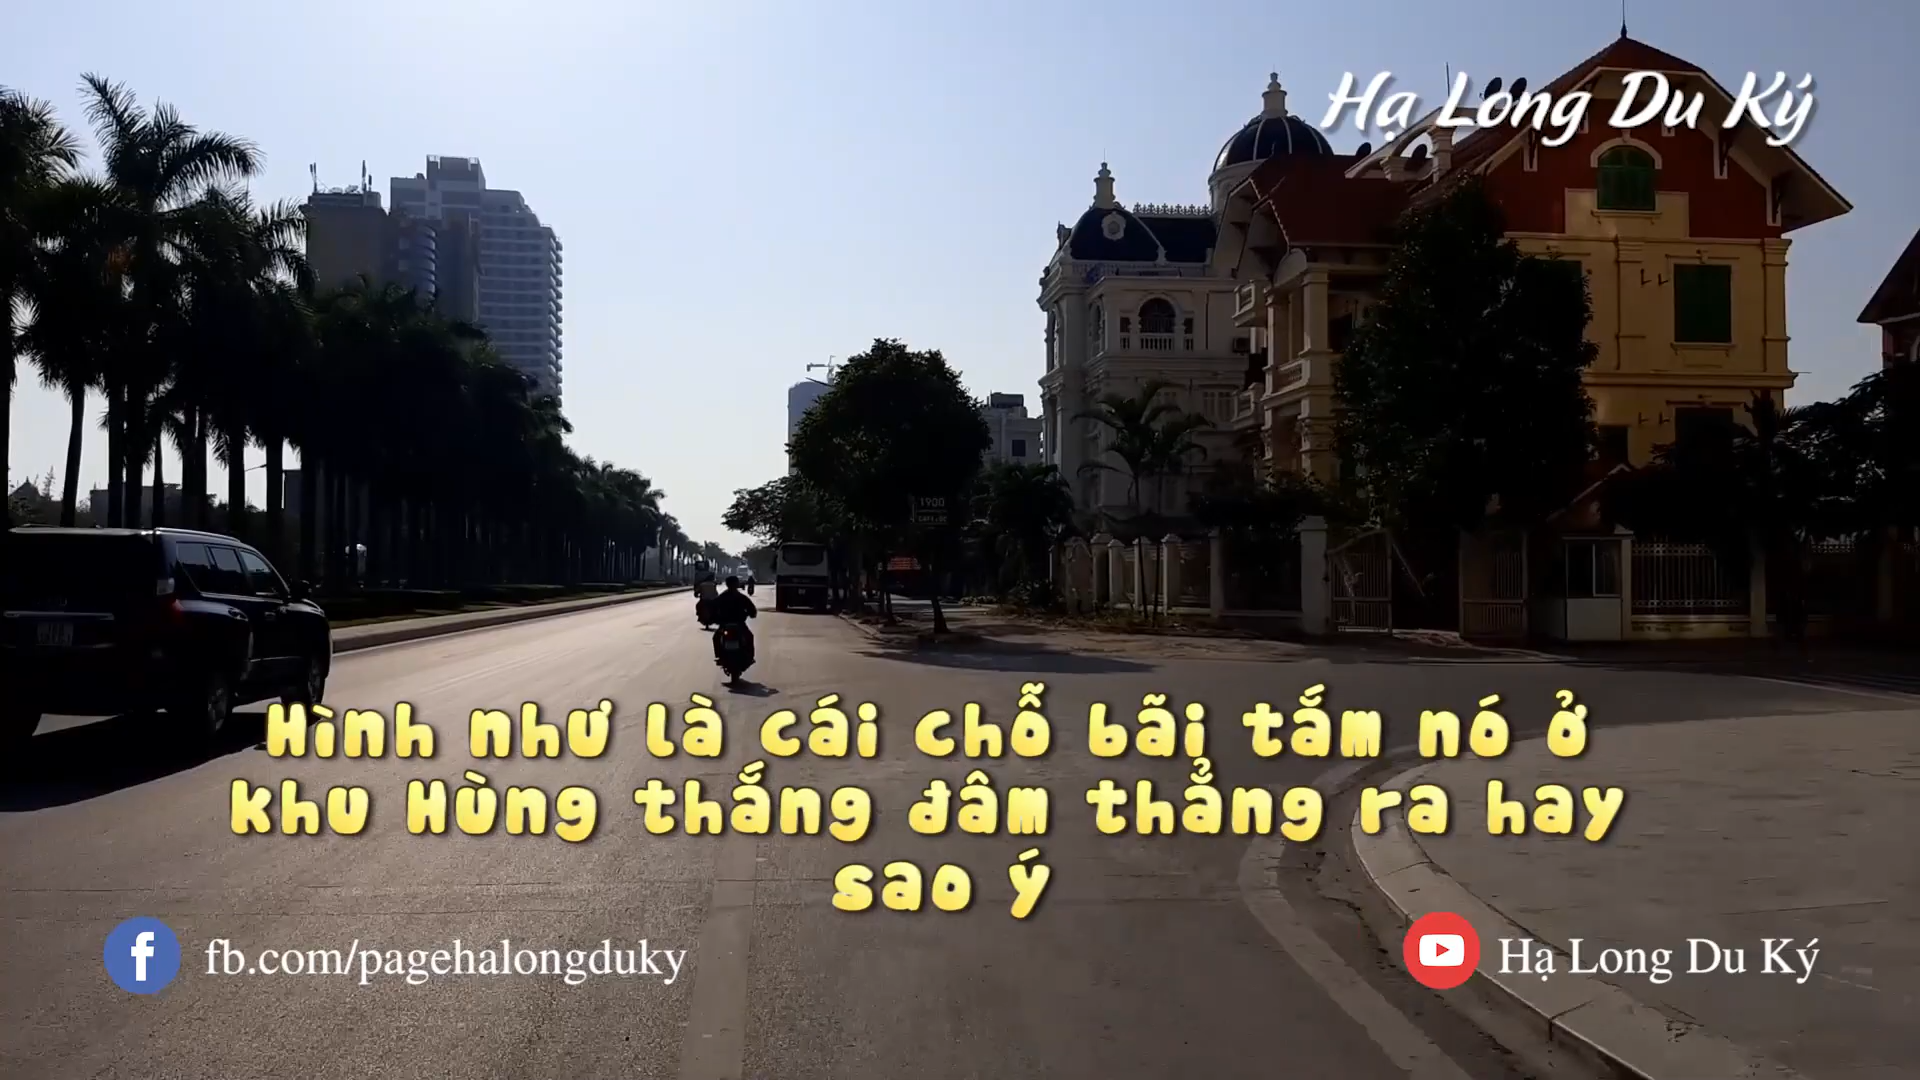 Hạ Long Du Ký
1900
Hình như là cái chỗ bãi tắm nó ở
khu Hùng thắng đâm thẳng ra hay
sao ý
fb.com/pagehalongduky
Hạ Long Du Ký